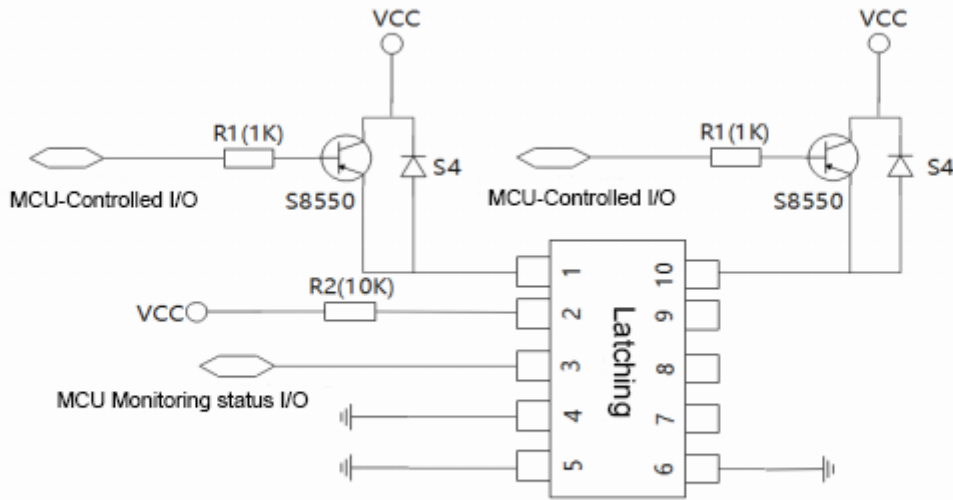 VCC
VCC
R1(1K)
R1(1K)
S4
S4
MCU-Controlled I/O
S8550
MCU-Controlled I/O
S8550
1
10
R2(10K)
VCC
2
9
Latching
3
8
MCU Monitoring status I/O
4
7
5
6